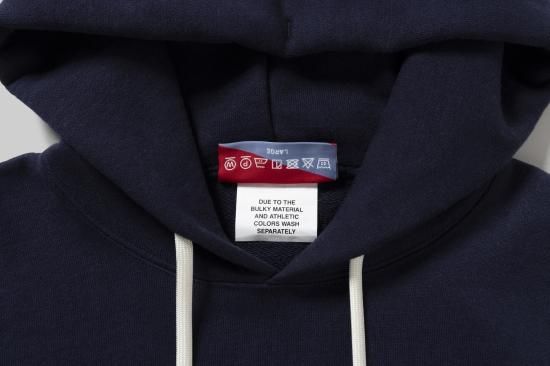 LARGE
DUE TO THE
BULKY MATERIAL
AND ATHLETIC
COLORS WASH
SEPARATELY